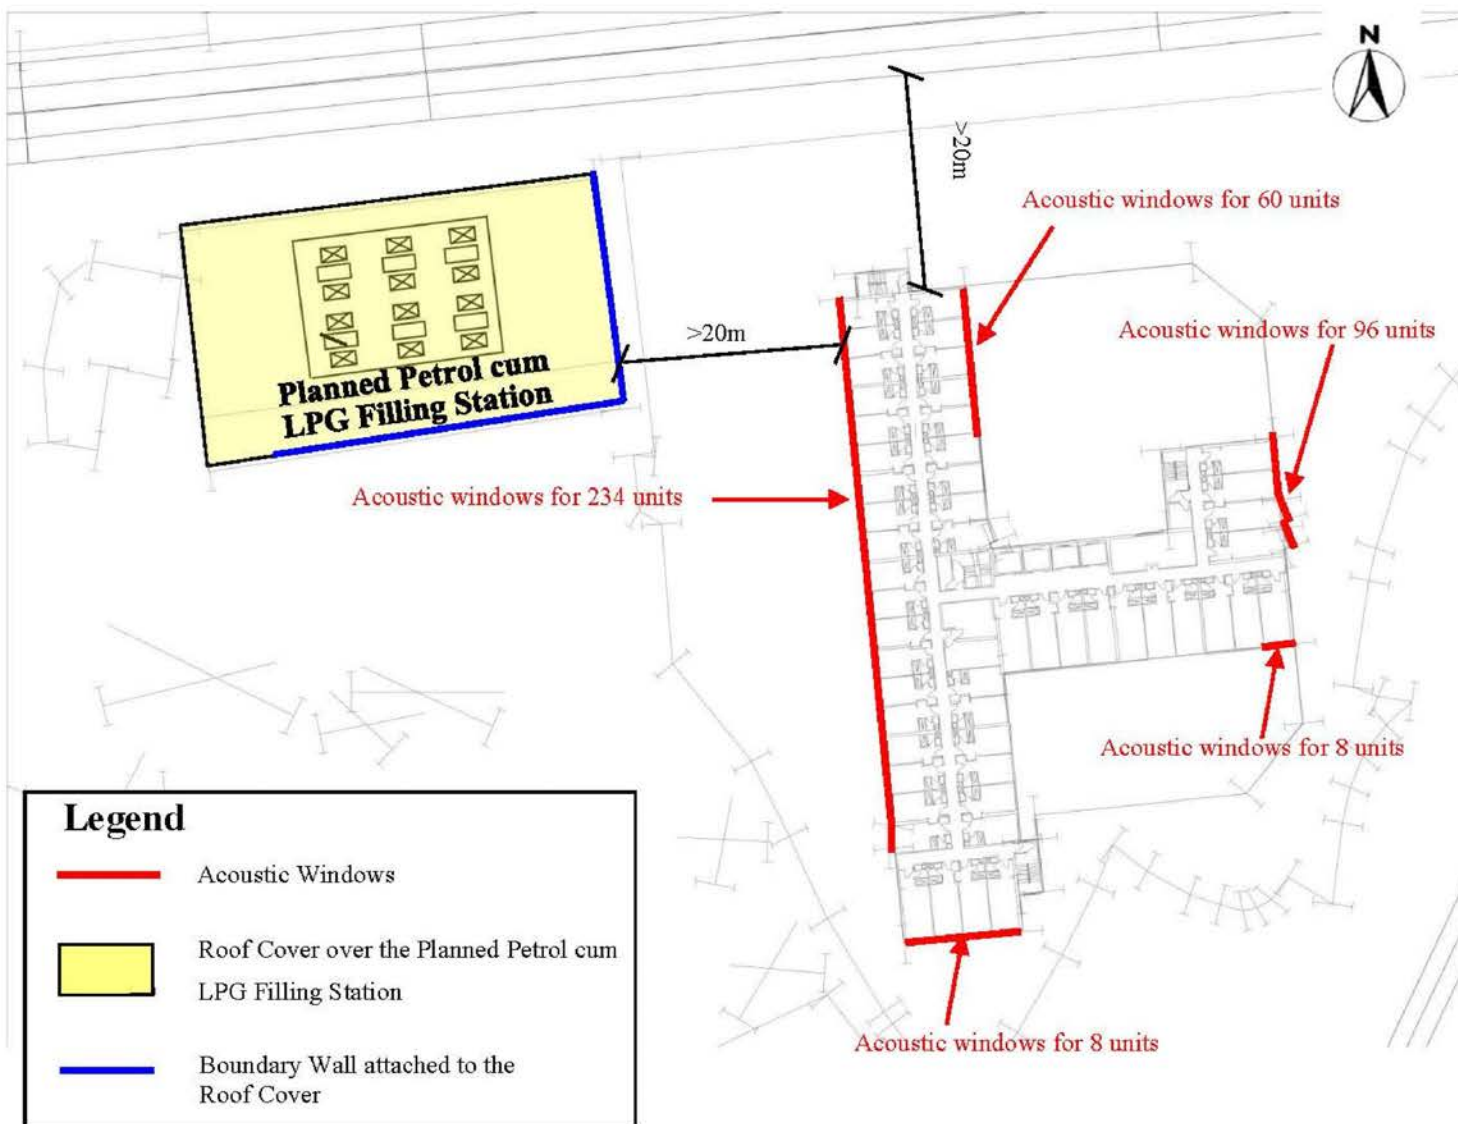 N
>20m
Acoustic windows for 60 units
>20m
Acoustic windows for 96 units
Planned Petrol cum
LPG Filling Station
Acoustic windows for 234 units
Acoustic windows for 8 units
Acoustic windows for 8 units
Legend
Acoustic Windows
Roof Cover over the Planned Petrol cum
LPG Filling Station
Boundary Wall attached to the
Roof Cover